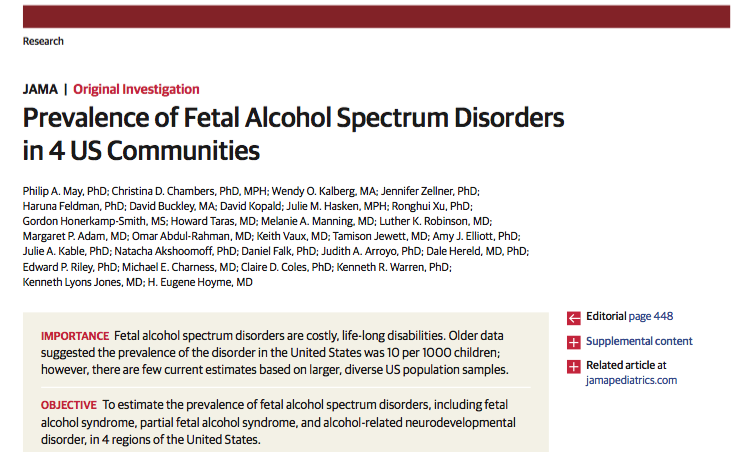 Research
JAMA | Original Investigation
Prevalence of Fetal Alcohol Spectrum Disorders
in 4 US Communities
Philip A. May, PhD; Christina D. Chambers, PhD, MPH; Wendy O. Kalberg, MA; Jennifer Zellner, PhD;
Haruna Feldman, PhD; David Buckley, MA; David Kopald; Julie M. Hasken, MPH; Ronghui Xu, PhD;
Gordon Honerkamp-Smith, MS; Howard Taras, MD; Melanie A. Manning, MD; Luther K. Robinson, MD;
Margaret P. Adam, MD; Omar Abdul-Rahman, MD; Keith Vaux, MD; Tamison Jewett, MD; Amy J. Elliott, PhD;
Julie A. Kable, PhD; Natacha Akshoomoff, PhD; Daniel Falk, PhD; Judith A. Arroyo, PhD; Dale Hereld, MD, PhD;
Edward P. Riley, PhD; Michael E. Charness, MD; Claire D. Coles, PhD; Kenneth R. Warren, PhD;
Kenneth Lyons Jones, MD; H. Eugene Hoyme, MD
IMPORTANCE Fetal alcohol spectrum disorders are costly, life-long disabilities. Older data
suggested the prevalence of the disorder in the United States was 10 per 1000 children;
however, there are few current estimates based on larger, diverse US population samples.
OBJECTIVE To estimate the prevalence of fetal alcohol spectrum disorders, including fetal
alcohol syndrome, partial fetal alcohol syndrome, and alcohol-related neurodevelopmental
disorder, in 4 regions of the United States.
Editorial page 448
Supplemental content
Related article at
jamapediatrics.com